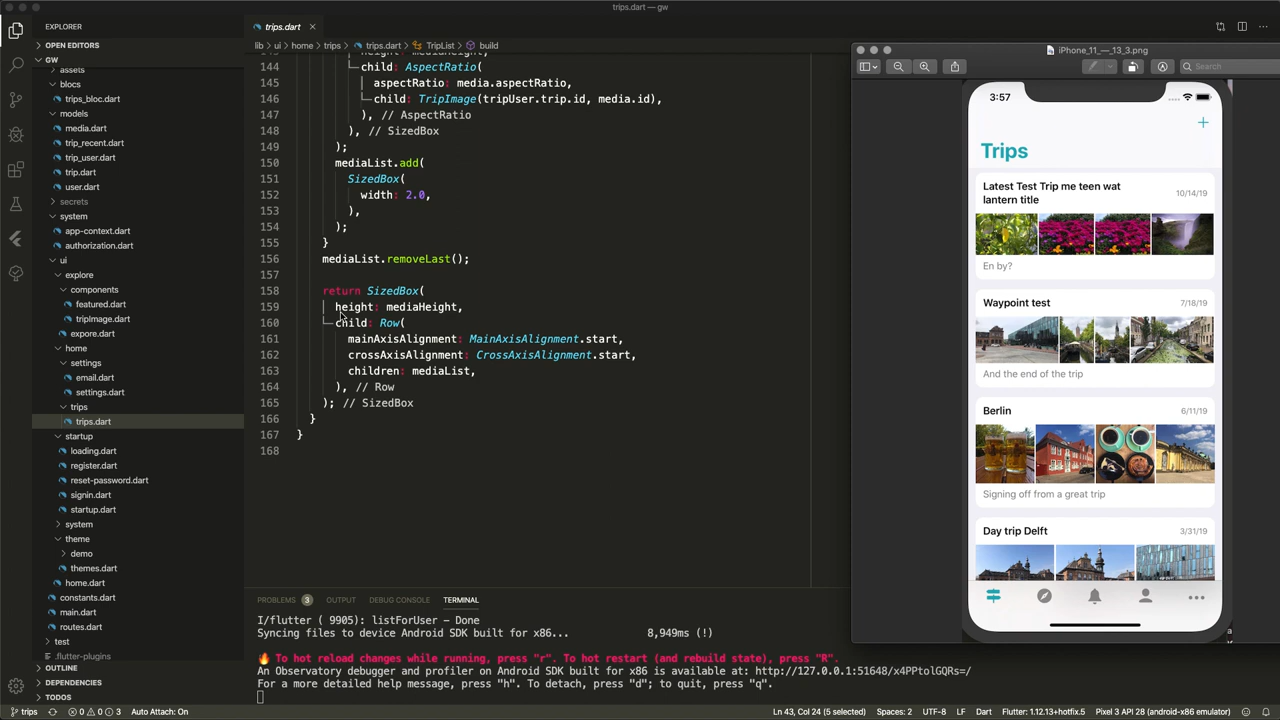 trips.dart — gw
EXPLORER
OPEN EDITORS
GW
assets
blocs
trips_bloc.dart
models
media.dart
trip_recent.dart
trip_user.dart
trip.dart
user.dart
secrets
system
app-context.dart
authorization.dart
ui
explore
components
featured.dart
tripImage.dart
expore.dart
home
settings
email.dart
settings.dart
trips
trips.dart
startup
loading.dart
register.dart
reset-password.dart
signin.dart
startup.dart
system
theme
demo
themes.dart
home.dart
constants.dart
main.dart
routes.dart
test
.flutter-plugins
OUTLINE
DEPENDENCIES
TODOS
trips.dart
lib > ui > home > trips > trips.dart > TripList > build
143 height: mediaHeight,
144 child: AspectRatio(
145 aspectRatio: media.aspectRatio,
146 child: TripImage(tripUser.trip.id, media.id),
147 ), // AspectRatio
148 ), // SizedBox
149 );
150 mediaList.add(
151 SizedBox(
152 width: 2.0,
153 ),
154 );
155 }
156 mediaList.removeLast();
157
158 return SizedBox(
159 height: mediaHeight,
160 child: Row(
161 mainAxisAlignment: MainAxisAlignment.start,
162 crossAxisAlignment: CrossAxisAlignment.start,
163 children: mediaList,
164 ), // Row
165 ); // SizedBox
166 }
167 }
168
PROBLEMS 3 OUTPUT DEBUG CONSOLE TERMINAL
I/flutter ( 9905): listForUser – Done
Syncing files to device Android SDK built for x86... 8,949ms (!)
🔥 To hot reload changes while running, press "r". To hot restart (and rebuild state), press "R".
An Observatory debugger and profiler on Android SDK built for x86 is available at: http://127.0.0.1:51648/x4PPtolGQRs=/
For a more detailed help message, press "h". To detach, press "d"; to quit, press "q".
iPhone_11_—_13_3.png
Search
3:57
+
Trips
Latest Test Trip me teen wat
lantern title
10/14/19
En by?
Waypoint test 7/18/19
And the end of the trip
Berlin 6/11/19
Signing off from a great trip
Day trip Delft 3/31/19
trips 0 0 3 Auto Attach: On Ln 43, Col 24 (5 selected) Spaces: 2 UTF-8 LF Dart Flutter: 1.12.13+hotfix.5 Pixel 3 API 28 (android-x86 emulator)